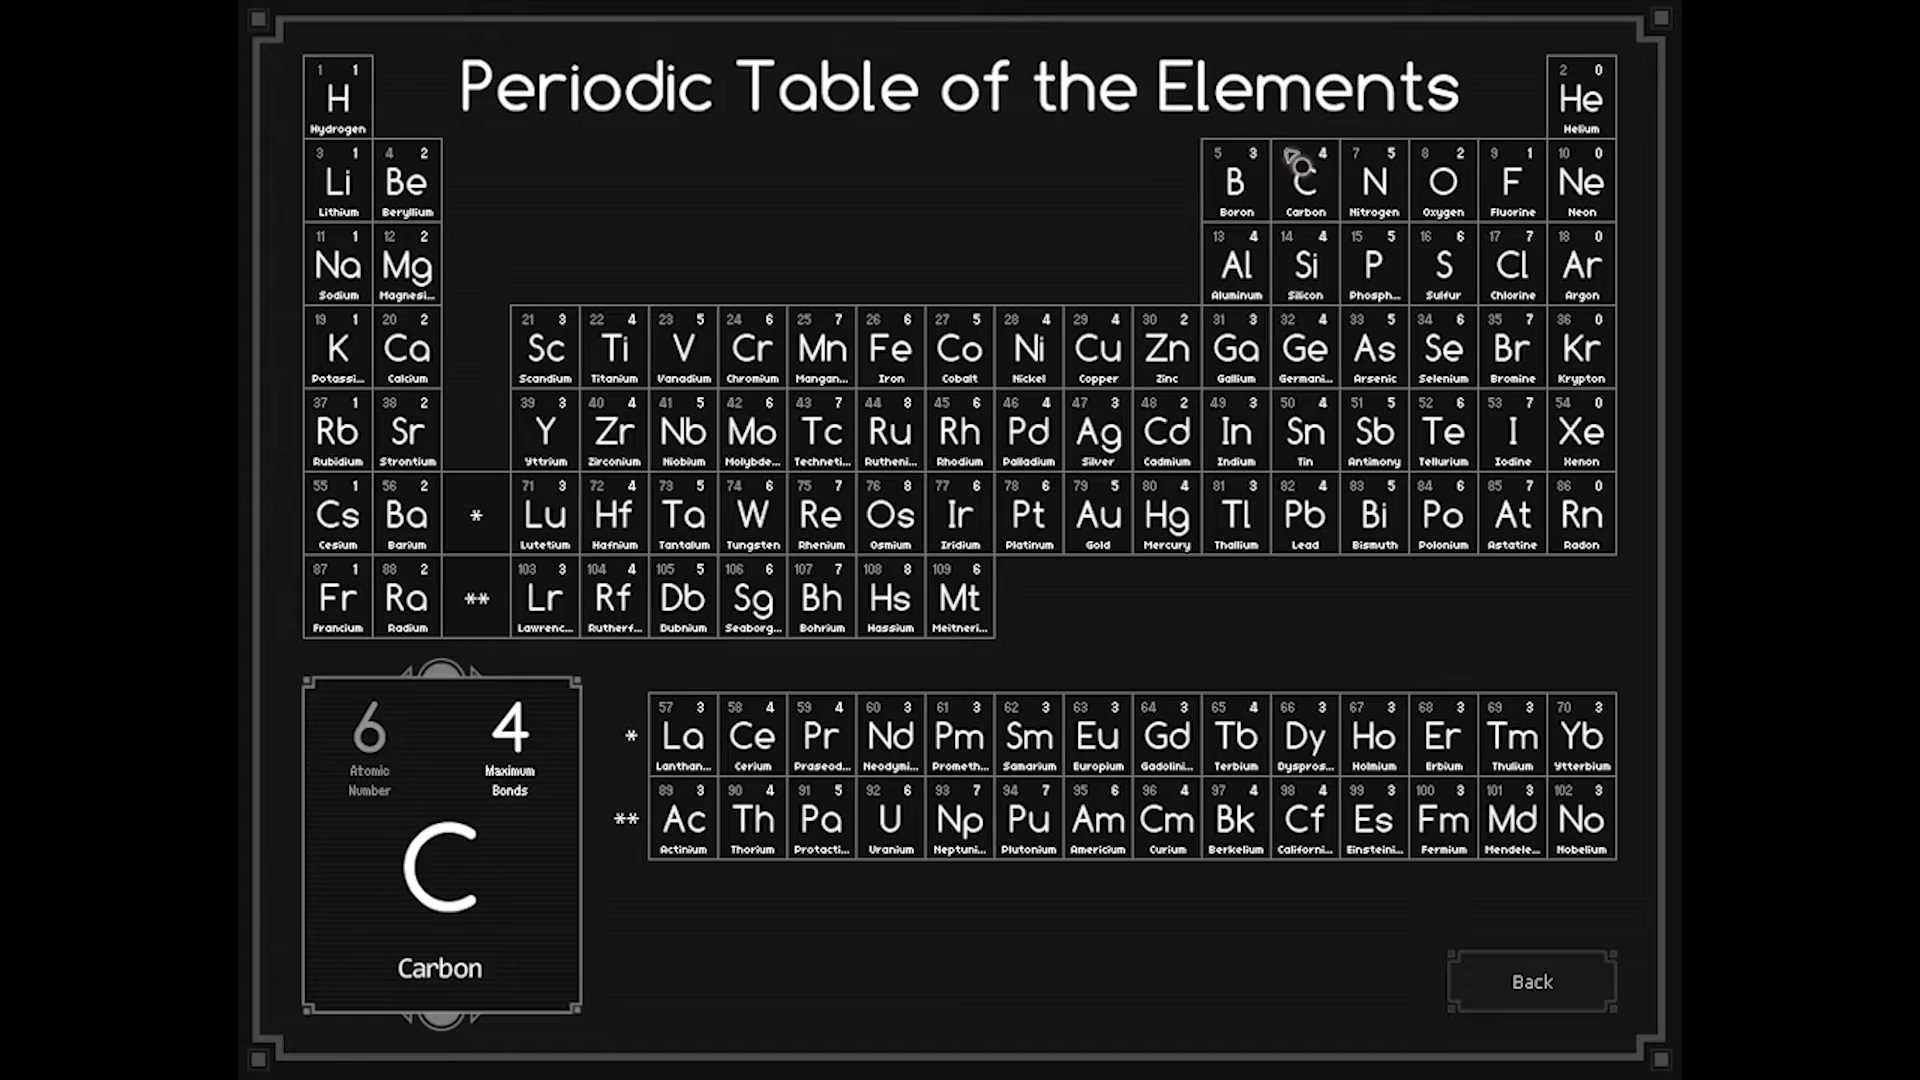 Periodic Table of the Elements
1 1 2 0
H He
Hydrogen Helium
3 1 4 2 5 3 4 7 5 8 2 9 1 10 0
Li Be B C N O F Ne
Lithium Beryllium Boron Carbon Nitrogen Oxygen Fluorine Neon
11 1 12 2 13 4 14 4 15 5 16 6 17 7 18 0
Na Mg Al Si P S Cl Ar
Sodium Magnesi... Aluminum Silicon Phosph... Sulfur Chlorine Argon
19 1 20 2 21 3 22 4 23 5 24 6 25 7 26 6 27 5 28 4 29 4 30 2 31 3 32 4 33 5 34 6 35 7 36 0
K Ca Sc Ti V Cr Mn Fe Co Ni Cu Zn Ga Ge As Se Br Kr
Potassi... Calcium Scandium Titanium Vanadium Chromium Mangan... Iron Cobalt Nickel Copper Zinc Gallium Germani... Arsenic Selenium Bromine Krypton
37 1 38 2 39 3 40 4 41 5 42 6 43 7 44 8 45 6 46 4 47 3 48 2 49 3 50 4 51 5 52 6 53 7 54 0
Rb Sr Y Zr Nb Mo Tc Ru Rh Pd Ag Cd In Sn Sb Te I Xe
Rubidium Strontium Yttrium Zirconium Niobium Molybde... Techneti... Rutheni... Rhodium Palladium Silver Cadmium Indium Tin Antimony Tellurium Iodine Xenon
55 1 56 2 71 3 72 4 73 5 74 6 75 7 76 8 77 6 78 6 79 5 80 4 81 3 82 4 83 5 84 6 85 7 86 0
Cs Ba * Lu Hf Ta W Re Os Ir Pt Au Hg Tl Pb Bi Po At Rn
Cesium Barium Lutetium Hafnium Tantalum Tungsten Rhenium Osmium Iridium Platinum Gold Mercury Thallium Lead Bismuth Polonium Astatine Radon
87 1 88 2 103 3 104 4 105 5 106 6 107 7 108 8 109 6
Fr Ra ** Lr Rf Db Sg Bh Hs Mt
Francium Radium Lawrenc... Rutherf... Dubnium Seaborg... Bohrium Hassium Meitneri...
6 4
Atomic Maximum
Number Bonds
C
Carbon
57 3 58 4 59 4 60 3 61 3 62 3 63 3 64 3 65 4 66 3 67 3 68 3 69 3 70 3
* La Ce Pr Nd Pm Sm Eu Gd Tb Dy Ho Er Tm Yb
Lanthan... Cerium Praseod... Neodymi... Prometh... Samarium Europium Gadolini... Terbium Dyspros... Holmium Erbium Thulium Ytterbium
89 3 90 4 91 5 92 6 93 7 94 7 95 6 96 4 97 4 98 4 99 3 100 3 101 3 102 3
** Ac Th Pa U Np Pu Am Cm Bk Cf Es Fm Md No
Actinium Thorium Protacti... Uranium Neptuni... Plutonium Americium Curium Berkelium Californi... Einsteini... Fermium Mendele... Nobelium
Back